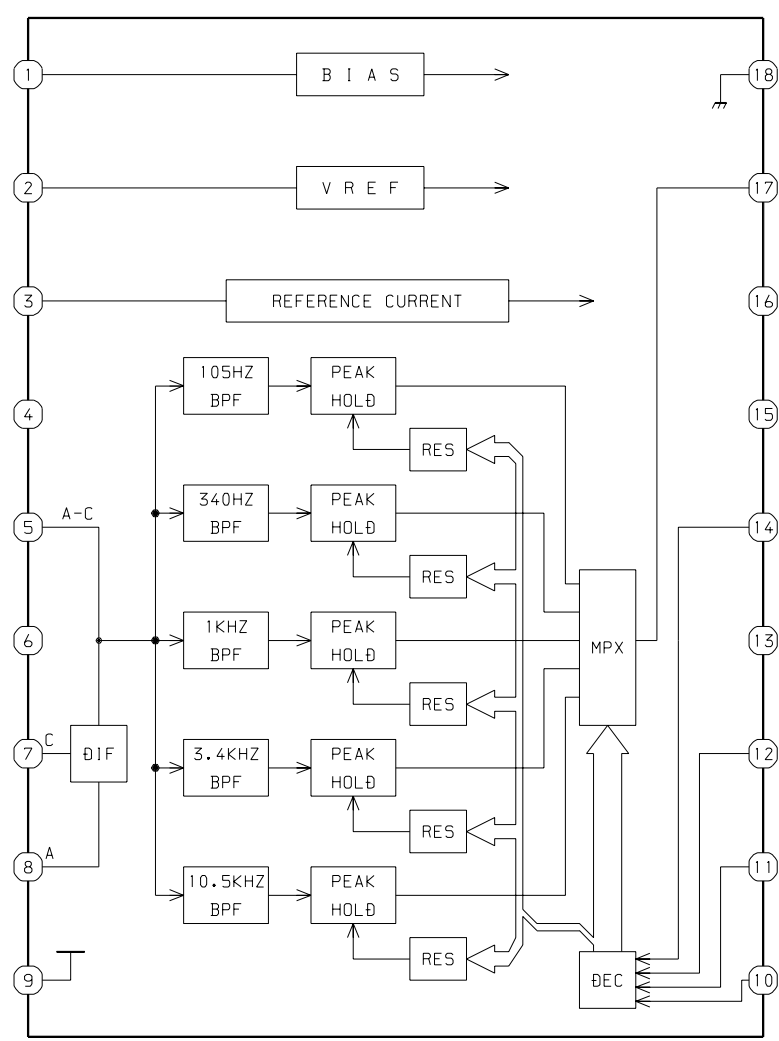 1
BIAS
18
2
VREF
17
3
REFERENCE CURRENT
16
105HZ
BPF
PEAK
HOLD
4
15
RES
340HZ
BPF
PEAK
HOLD
A-C
5
14
RES
1KHZ
BPF
PEAK
HOLD
6
13
MPX
RES
3.4KHZ
BPF
PEAK
HOLD
C
7
DIF
12
RES
A
8
11
10.5KHZ
BPF
PEAK
HOLD
RES
9
DEC
10